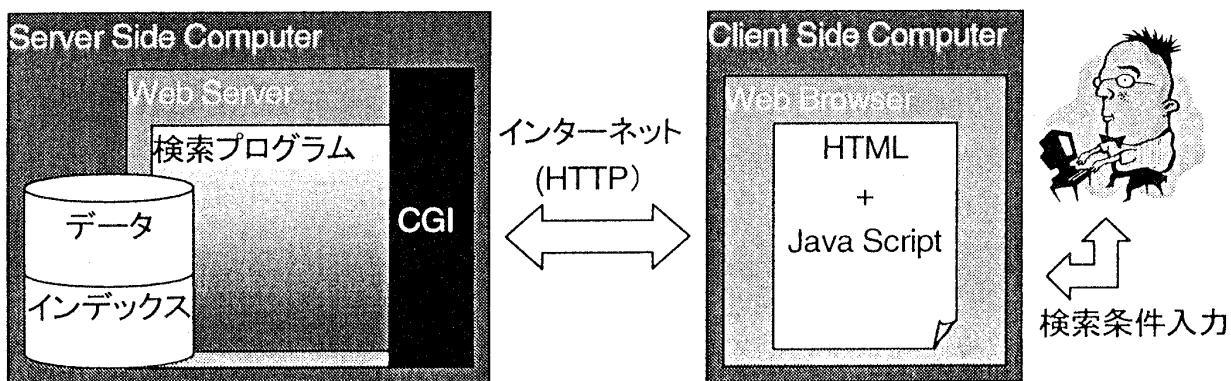 Server Side Computer
Web Server
検索プログラム
データ
インデックス
CGI
インターネット
(HTTP)
Client Side Computer
Web Browser
HTML
+
Java Script
検索条件入力